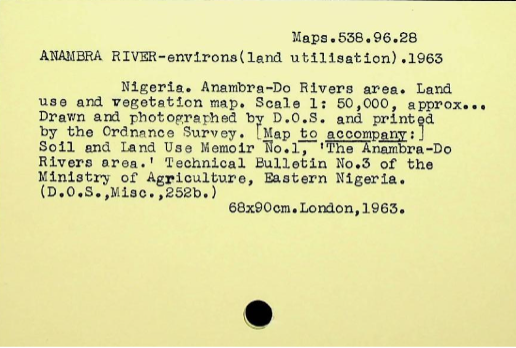 Maps.538.96.28
ANAMBRA RIVER-environs(land utilisation).1963
Nigeria. Anambra-Do Rivers area. Land
use and vegetation map. Scale 1: 50,000, approx...
Drawn and photographed by D.O.S. and printed
by the Ordnance Survey. [Map to accompany:]
Soil and Land Use Memoir No.1, 'The Anambra-Do
Rivers area.' Technical Bulletin No.3 of the
Ministry of Agriculture, Eastern Nigeria.
(D.O.S.,Misc.,252b.)
68x90cm.London,1963.